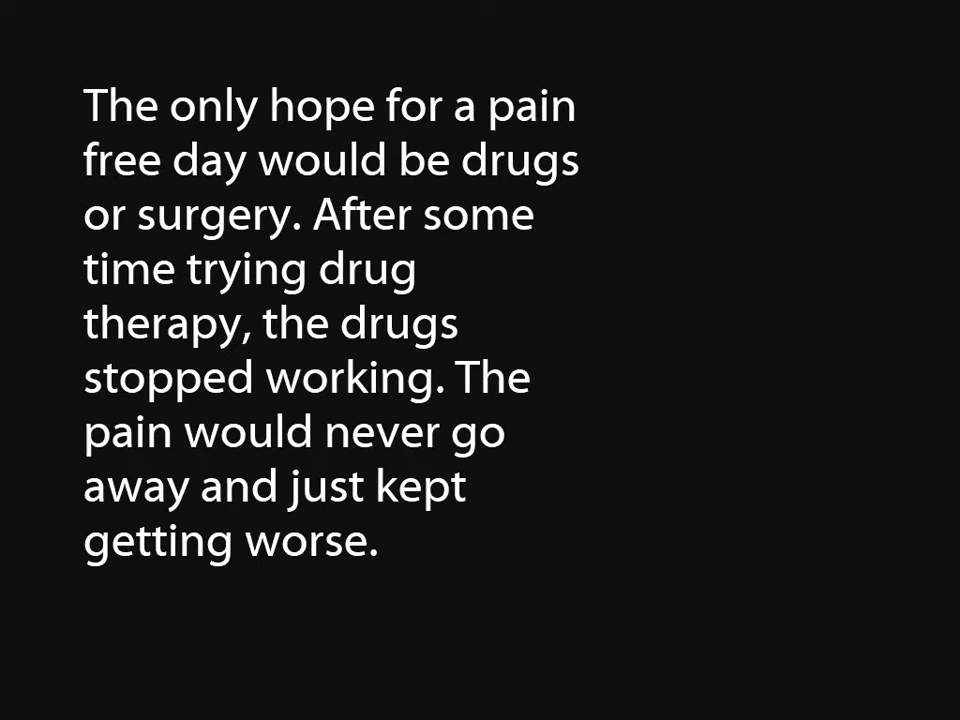 The only hope for a pain
free day would be drugs
or surgery. After some
time trying drug
therapy, the drugs
stopped working. The
pain would never go
away and just kept
getting worse.